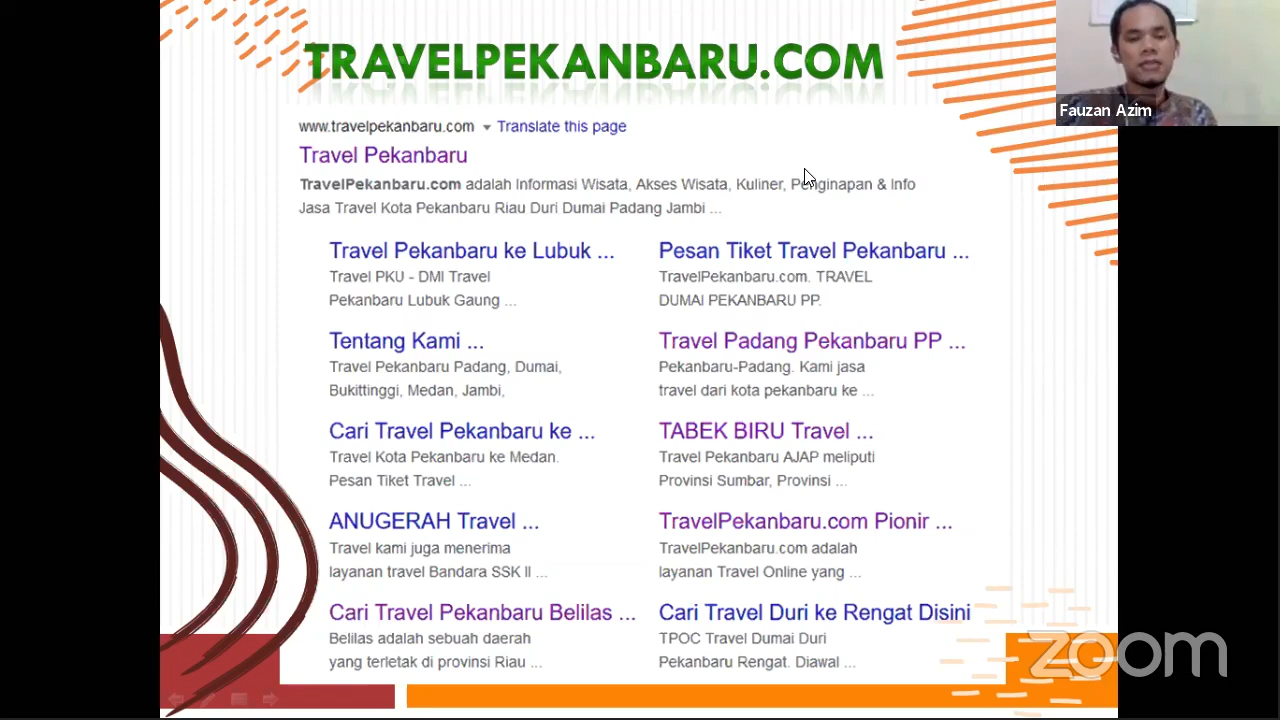 TRAVELPEKANBARU.COM
Fauzan Azim
www.travelpekanbaru.com Translate this page
Travel Pekanbaru
TravelPekanbaru.com adalah Informasi Wisata, Akses Wisata, Kuliner, Penginapan & Info
Jasa Travel Kota Pekanbaru Riau Duri Dumai Padang Jambi ...
Travel Pekanbaru ke Lubuk ...
Travel PKU - DMI Travel
Pekanbaru Lubuk Gaung ...
Pesan Tiket Travel Pekanbaru ...
TravelPekanbaru.com. TRAVEL
DUMAI PEKANBARU PP.
Tentang Kami ...
Travel Pekanbaru Padang, Dumai,
Bukittinggi, Medan, Jambi,
Travel Padang Pekanbaru PP ...
Pekanbaru-Padang. Kami jasa
travel dari kota pekanbaru ke ...
Cari Travel Pekanbaru ke ...
Travel Kota Pekanbaru ke Medan.
Pesan Tiket Travel ...
TABEK BIRU Travel ...
Travel Pekanbaru AJAP meliputi
Provinsi Sumbar, Provinsi ...
ANUGERAH Travel ...
Travel kami juga menerima
layanan travel Bandara SSK II ...
TravelPekanbaru.com Pionir ...
TravelPekanbaru.com adalah
layanan Travel Online yang ...
Cari Travel Pekanbaru Belilas ...
Belilas adalah sebuah daerah
yang terletak di provinsi Riau ...
Cari Travel Duri ke Rengat Disini
TPOC Travel Dumai Duri
Pekanbaru Rengat. Diawal ...
zoom